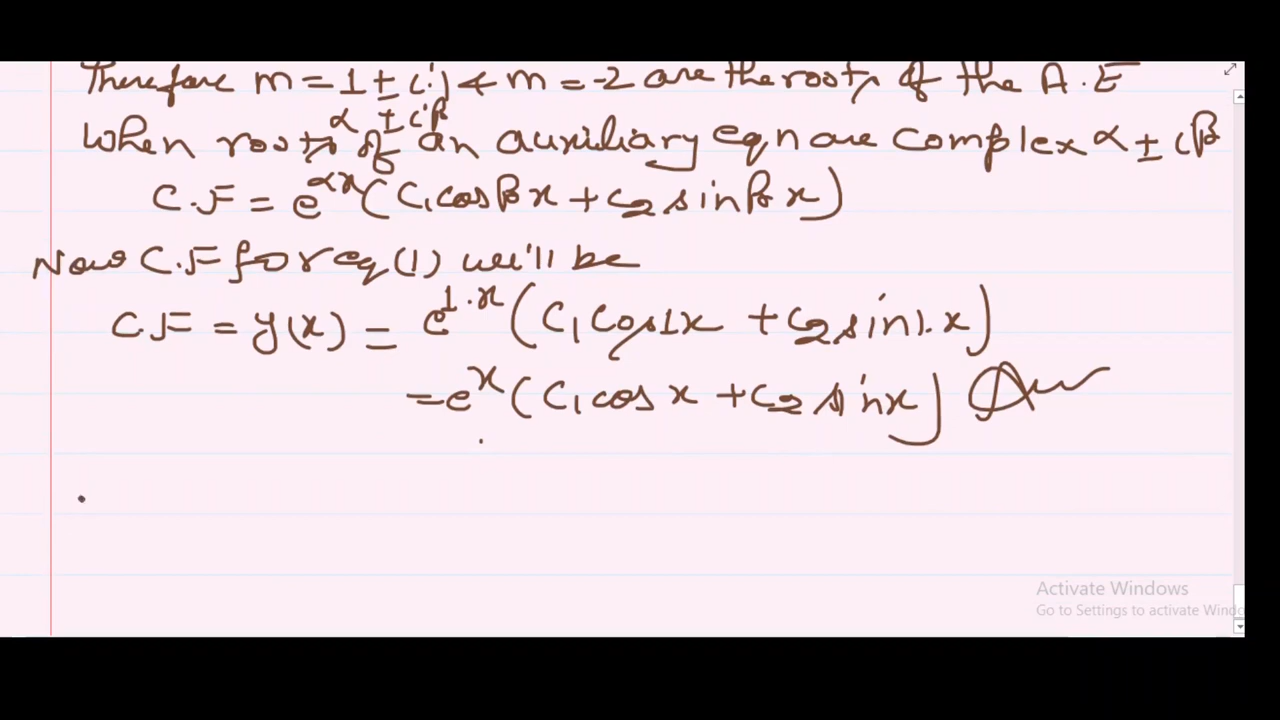 Therefore m = 1 ± i & m = -2 are the roots of the A.E
α ± iβ
When roots of an auxiliary eqn are complex α ± iβ
C.F = e^αx (C₁cosβx + C₂sinβx)
Now C.F for eq(1) we'll be
C.F = y(x) = e^1.x (C₁cos1x + C₂sin1.x)
= e^x (C₁cosx + C₂sinx) Ans
Activate Windows
Go to Settings to activate Windo